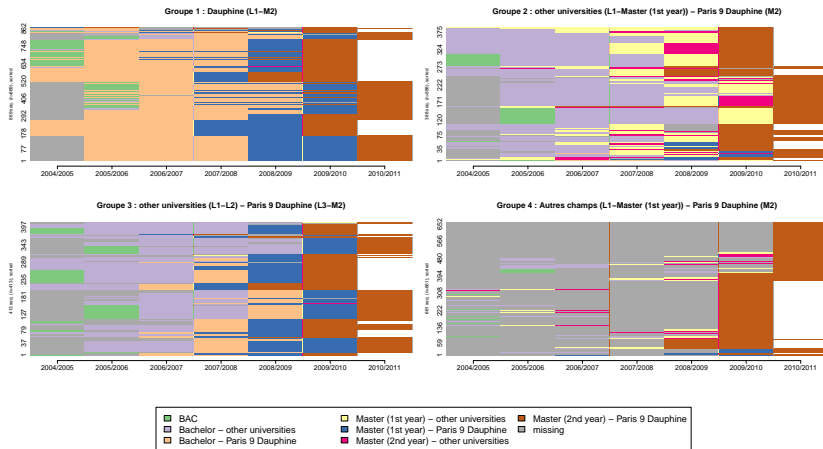 Groupe 1 : Dauphine (L1–M2)
862
748
634
520
406
292
178
77
1
2004/2005 2005/2006 2006/2007 2007/2008 2008/2009 2009/2010 2010/2011
Groupe 2 : other universities (L1–Master (1st year)) – Paris 9 Dauphine (M2)
375
324
273
222
171
120
75
35
1
2004/2005 2005/2006 2006/2007 2007/2008 2008/2009 2009/2010 2010/2011
Groupe 3 : other universities (L1–L2) – Paris 9 Dauphine (L3–M2)
413 seq. (n=413), sorted
397
343
289
235
181
127
79
37
1
2004/2005 2005/2006 2006/2007 2007/2008 2008/2009 2009/2010 2010/2011
Groupe 4 : Autres champs (L1–Master (1st year)) – Paris 9 Dauphine (M2)
652
566
480
394
308
222
136
59
1
2004/2005 2005/2006 2006/2007 2007/2008 2008/2009 2009/2010 2010/2011
BAC
Bachelor – other universities
Bachelor – Paris 9 Dauphine
Master (1st year) – other universities
Master (1st year) – Paris 9 Dauphine
Master (2nd year) – other universities
Master (2nd year) – Paris 9 Dauphine
missing